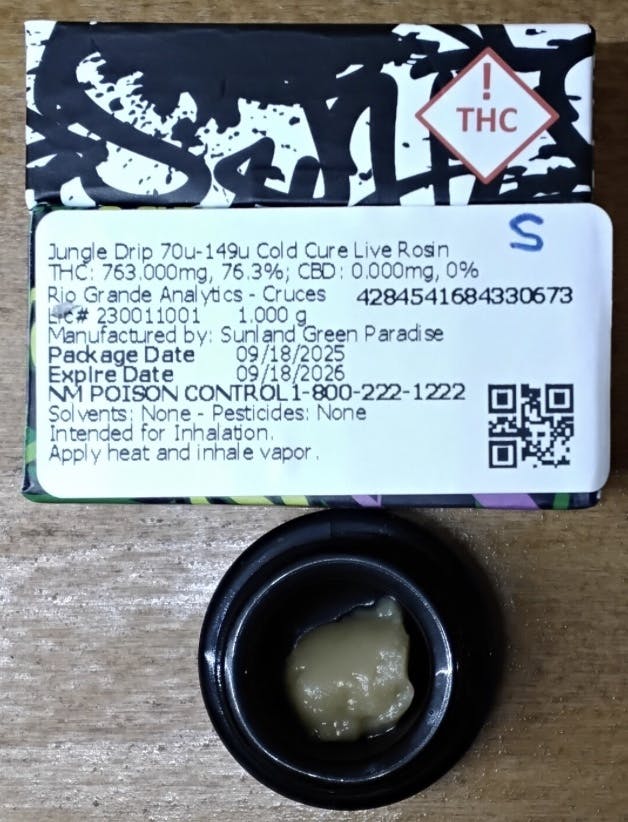 ! THC
S
Jungle Drip 70u-149u Cold Cure Live Rosin
THC: 763.000mg, 76.3%; CBD: 0.000mg, 0%
Rio Grande Analytics - Cruces 4284541684330673
Lic# 230011001 1.000 g
Manufactured by: Sunland Green Paradise
Package Date 09/18/2025
Expire Date 09/18/2026
NM POISON CONTROL 1-800-222-1222
Solvents: None - Pesticides: None
Intended for Inhalation.
Apply heat and inhale vapor.